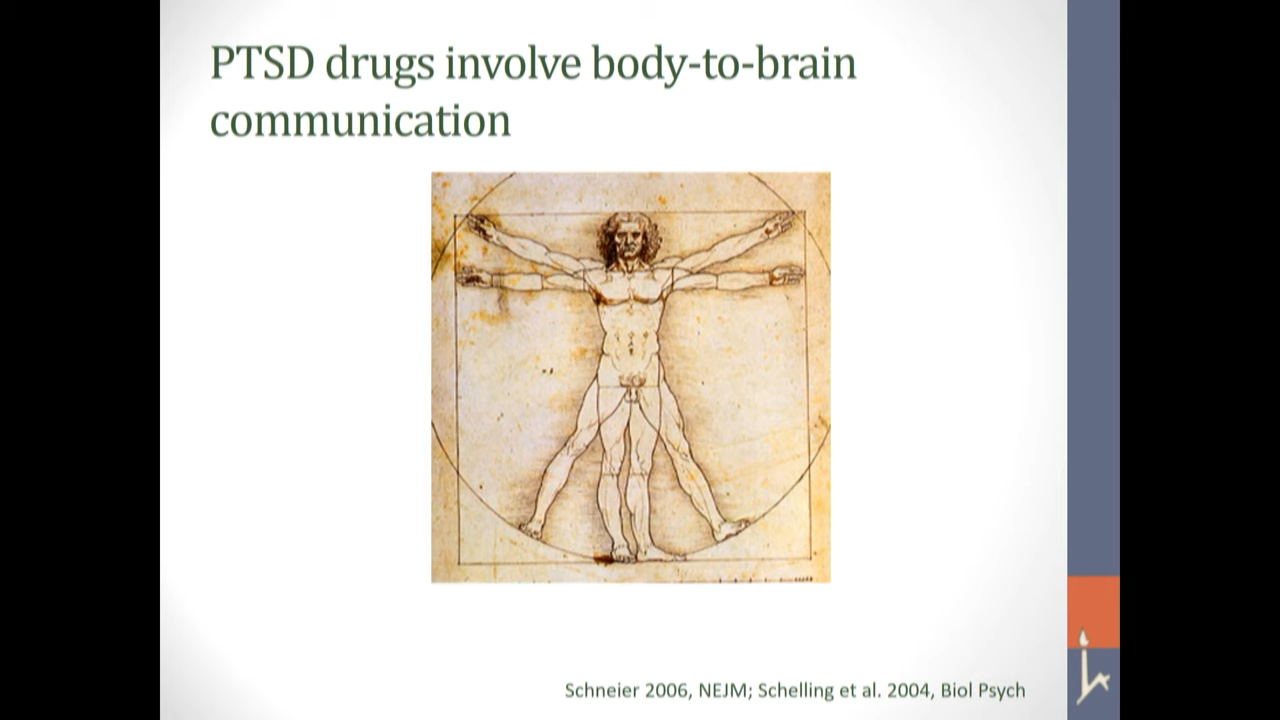 PTSD drugs involve body-to-brain
communication
Schneier 2006, NEJM; Schelling et al. 2004, Biol Psych